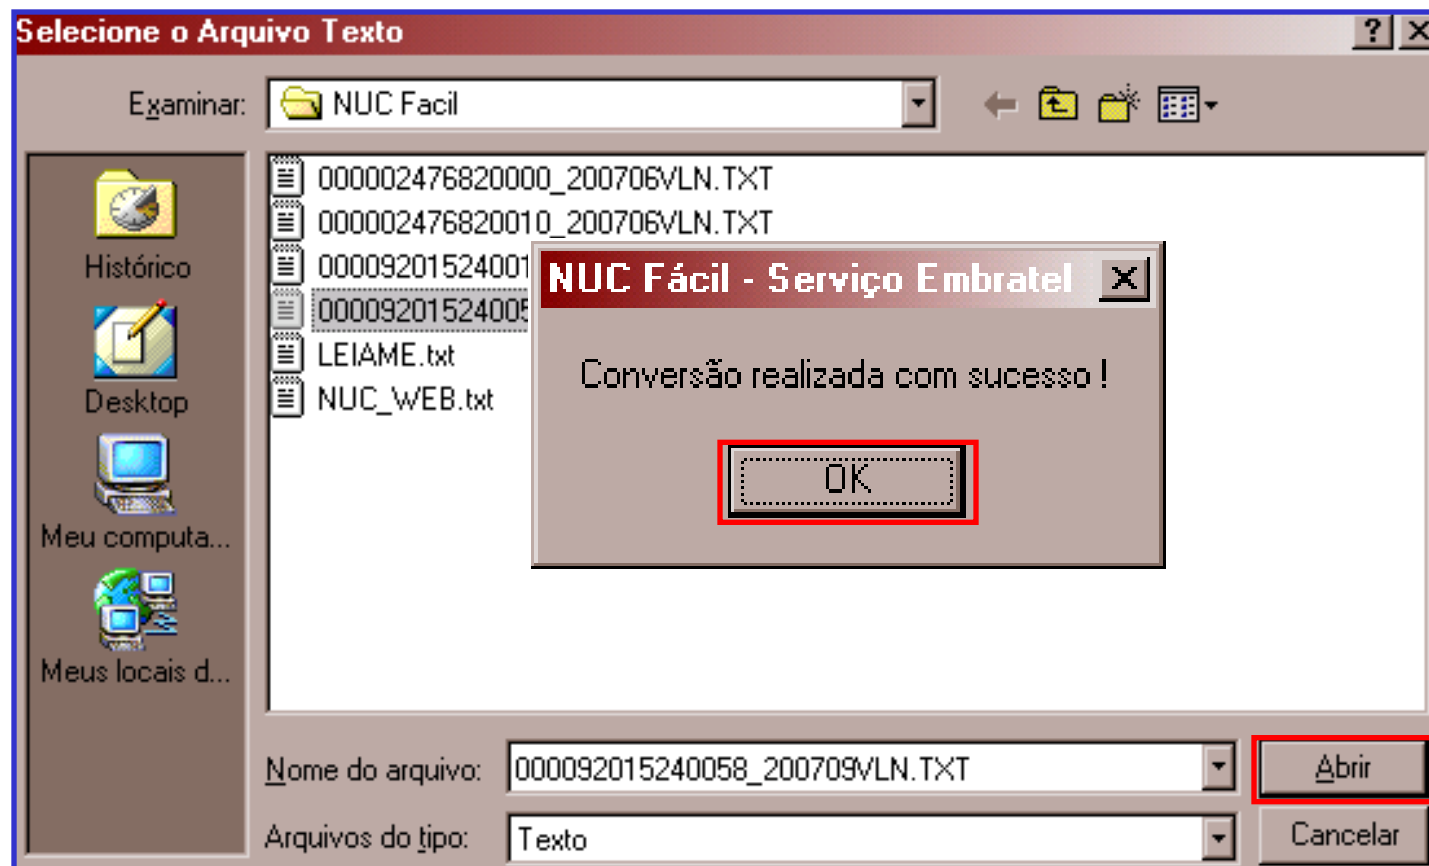 Selecione o Arquivo Texto
Examinar: NUC Facil
Histórico
Desktop
Meu computa...
Meus locais d...
000002476820000_200706VLN.TXT
000002476820010_200706VLN.TXT
00009201524001
00009201524005
LEIAME.txt
NUC_WEB.txt
NUC Fácil - Serviço Embratel
Conversão realizada com sucesso !
OK
Nome do arquivo: 000092015240058_200709VLN.TXT Abrir
Arquivos do tipo: Texto Cancelar